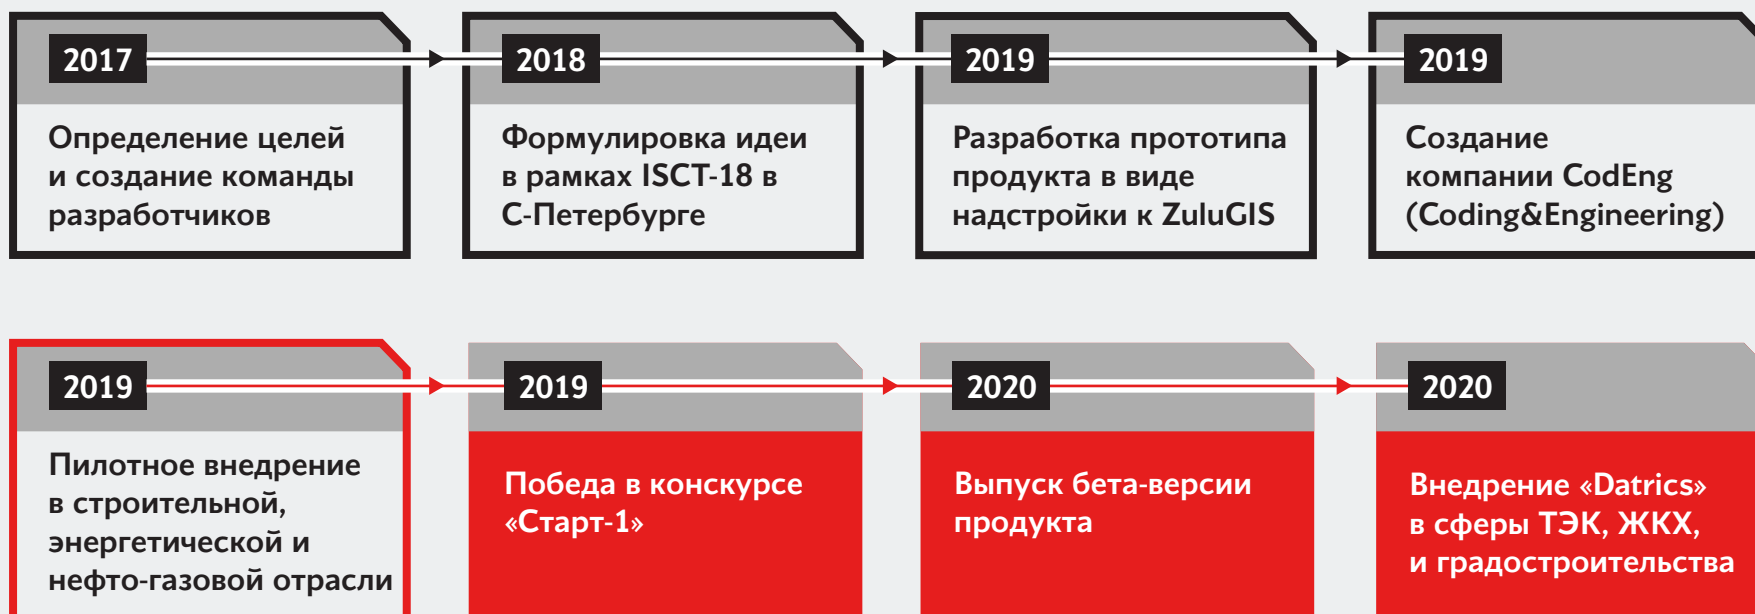 2017
Определение целей
и создание команды
разработчиков
2018
Формулировка идеи
в рамках ISCT-18 в
С-Петербурге
2019
Разработка прототипа
продукта в виде
надстройки к ZuluGIS
2019
Создание
компании CodEng
(Coding&Engineering)
2019
Пилотное внедрение
в строительной,
энергетической и
нефто-газовой отрасли
2019
Победа в конскурсе
«Старт-1»
2020
Выпуск бета-версии
продукта
2020
Внедрение «Datrics»
в сферы ТЭК, ЖКХ,
и градостроительства